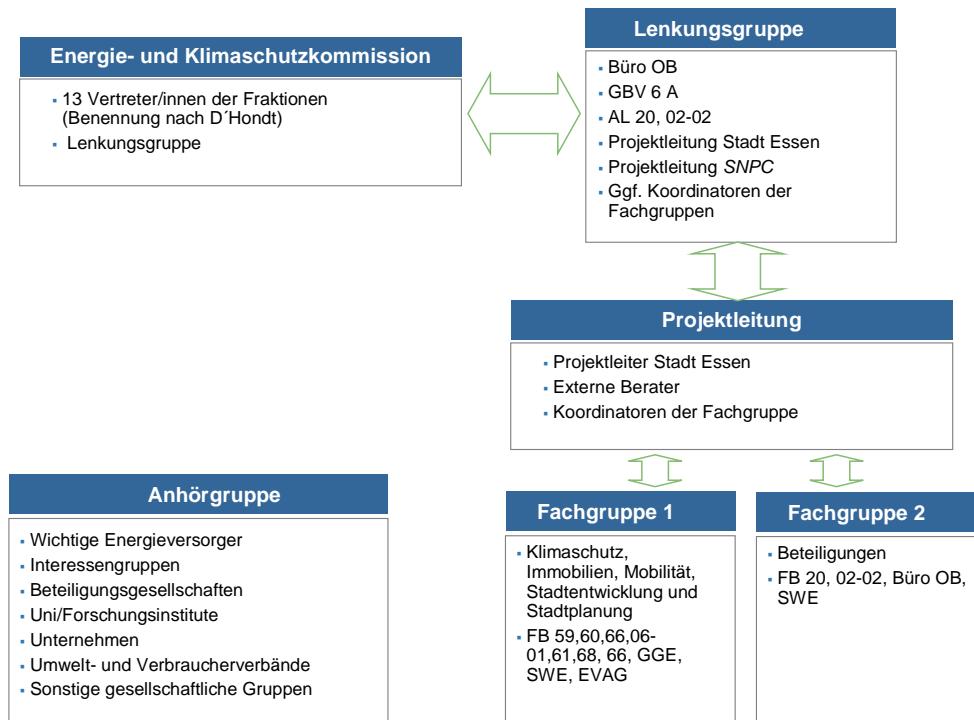 Energie- und Klimaschutzkommission
▪ 13 Vertreter/innen der Fraktionen
(Benennung nach D´Hondt)
▪ Lenkungsgruppe
Lenkungsgruppe
▪ Büro OB
▪ GBV 6 A
▪ AL 20, 02-02
▪ Projektleitung Stadt Essen
▪ Projektleitung SNPC
▪ Ggf. Koordinatoren der
Fachgruppen
Projektleitung
▪ Projektleiter Stadt Essen
▪ Externe Berater
▪ Koordinatoren der Fachgruppe
Anhörgruppe
▪ Wichtige Energieversorger
▪ Interessengruppen
▪ Beteiligungsgesellschaften
▪ Uni/Forschungsinstitute
▪ Unternehmen
▪ Umwelt- und Verbraucherverbände
▪ Sonstige gesellschaftliche Gruppen
Fachgruppe 1
▪ Klimaschutz,
Immobilien, Mobilität,
Stadtentwicklung und
Stadtplanung
▪ FB 59,60,66,06-
01,61,68, 66, GGE,
SWE, EVAG
Fachgruppe 2
▪ Beteiligungen
▪ FB 20, 02-02, Büro OB,
SWE